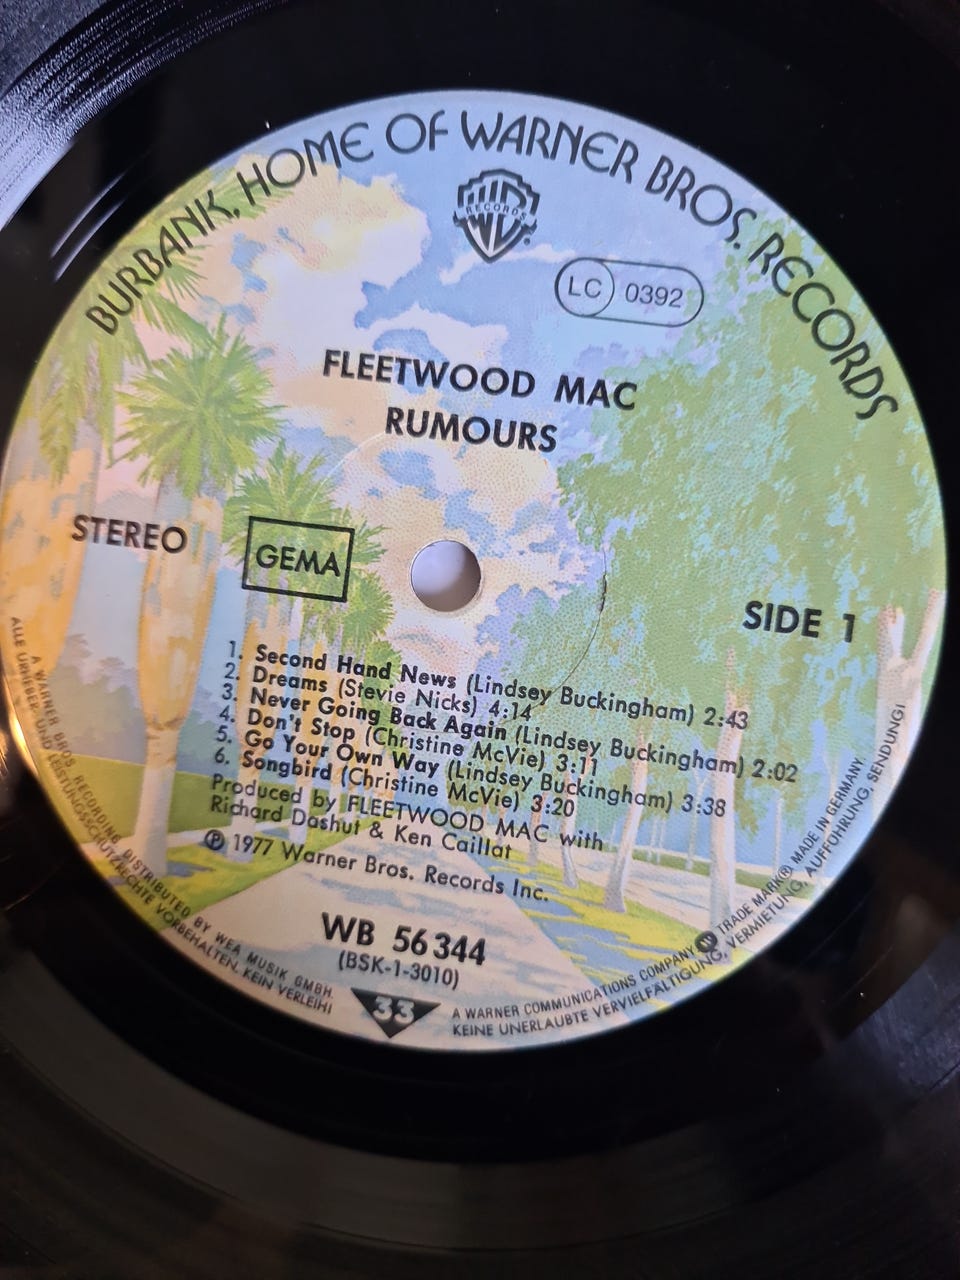 BURBANK, HOME OF WARNER BROS. RECORDS
WB
RECORDS
LC 0392
FLEETWOOD MAC
RUMOURS
STEREO
GEMA
SIDE 1
1. Second Hand News (Lindsey Buckingham) 2:43
2. Dreams (Stevie Nicks) 4:14
3. Never Going Back Again (Lindsey Buckingham) 2:02
4. Don't Stop (Christine McVie) 3:11
5. Go Your Own Way (Lindsey Buckingham) 3:38
6. Songbird (Christine McVie) 3:20
Produced by FLEETWOOD MAC with
Richard Dashut & Ken Caillat
℗ 1977 Warner Bros. Records Inc.
WB 56 344
(BSK-1-3010)
33
A WARNER BROS RECORDING DISTRIBUTED BY WEA MUSIK GMBH. A WARNER COMMUNICATIONS COMPANY TRADE MARK® MADE IN GERMANY
ALLE URHEBER- UND LEISTUNGSSCHUTZRECHTE VORBEHALTEN. KEIN VERLEIH! KEINE UNERLAUBTE VERVIELFÄLTIGUNG, VERMIETUNG, AUFFÜHRUNG, SENDUNG!